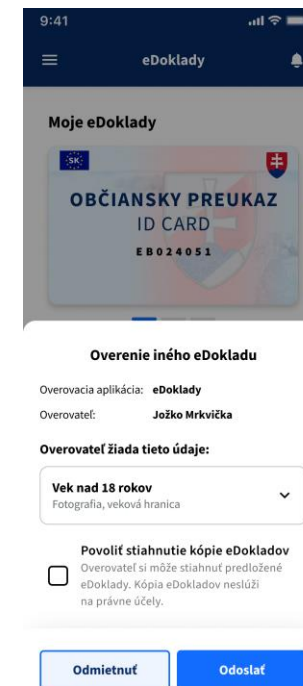 9:41
eDoklady
Moje eDoklady
SK
OBČIANSKY PREUKAZ
ID CARD
EB024051
Overenie iného eDokladu
Overovacia aplikácia: eDoklady
Overovateľ: Jožko Mrkvička
Overovateľ žiada tieto údaje:
Vek nad 18 rokov
Fotografia, veková hranica
Povoliť stiahnutie kópie eDokladov
Overovateľ si môže stiahnuť predložené
eDoklady. Kópia eDokladov neslúži
na právne účely.
Odmietnuť Odoslať